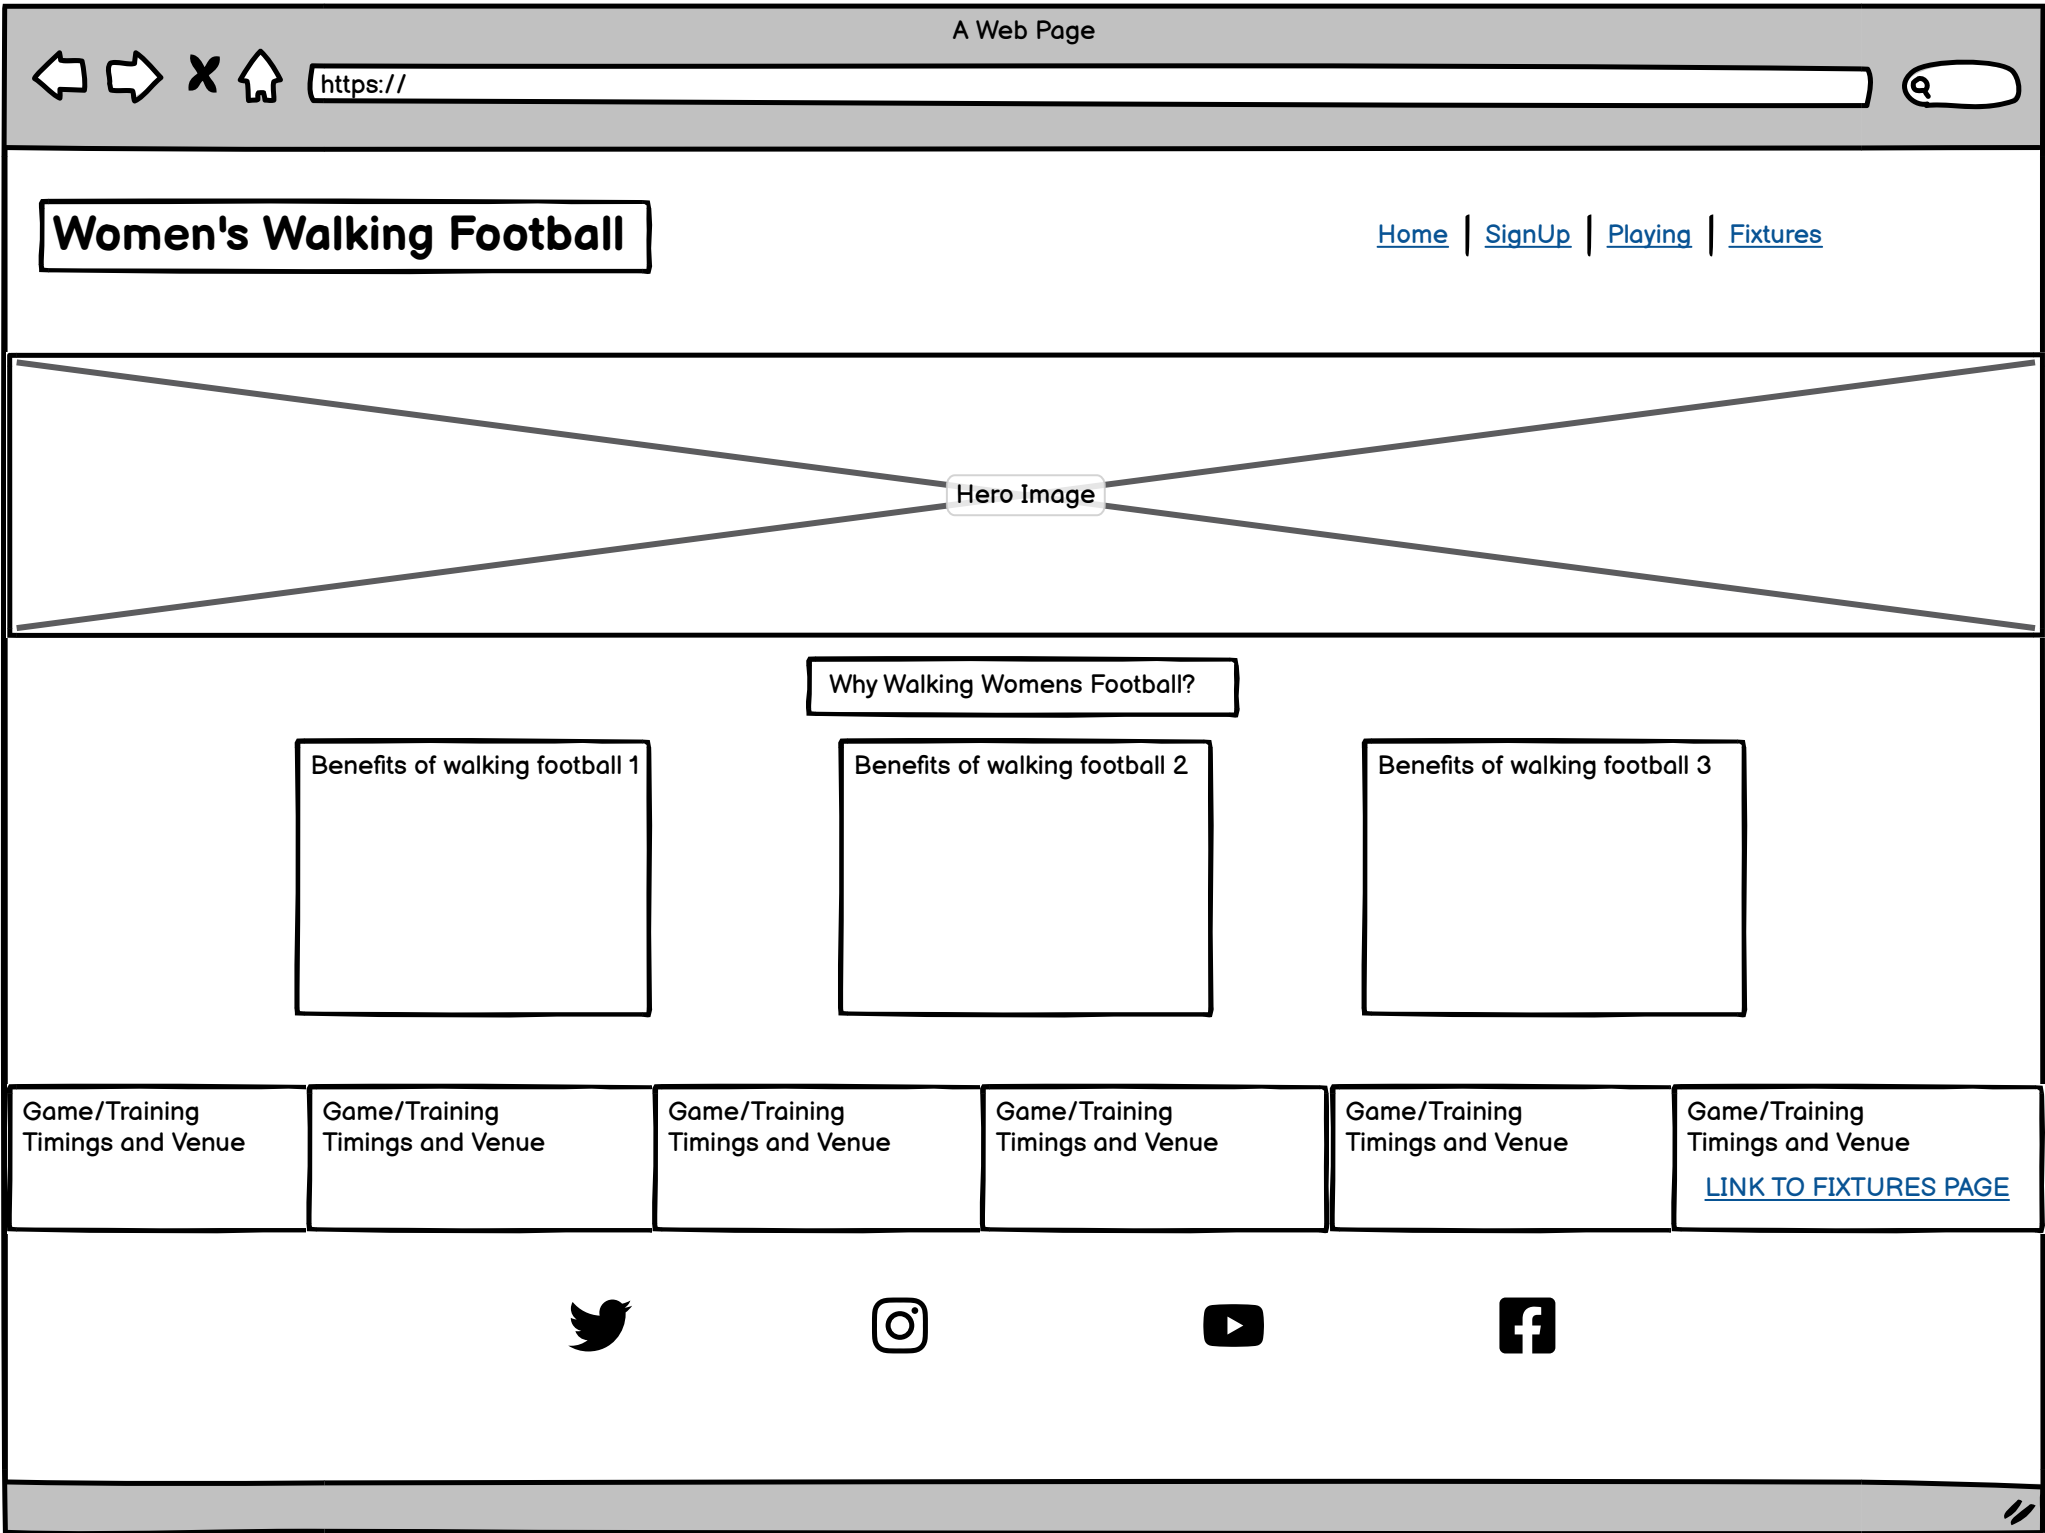 A Web Page
https://
Women's Walking Football
Home
SignUp
Playing
Fixtures
Hero Image
Why Walking Womens Football?
Benefits of walking football 1
Benefits of walking football 2
Benefits of walking football 3
Game/Training
Timings and Venue
Game/Training
Timings and Venue
Game/Training
Timings and Venue
Game/Training
Timings and Venue
Game/Training
Timings and Venue
Game/Training
Timings and Venue
LINK TO FIXTURES PAGE